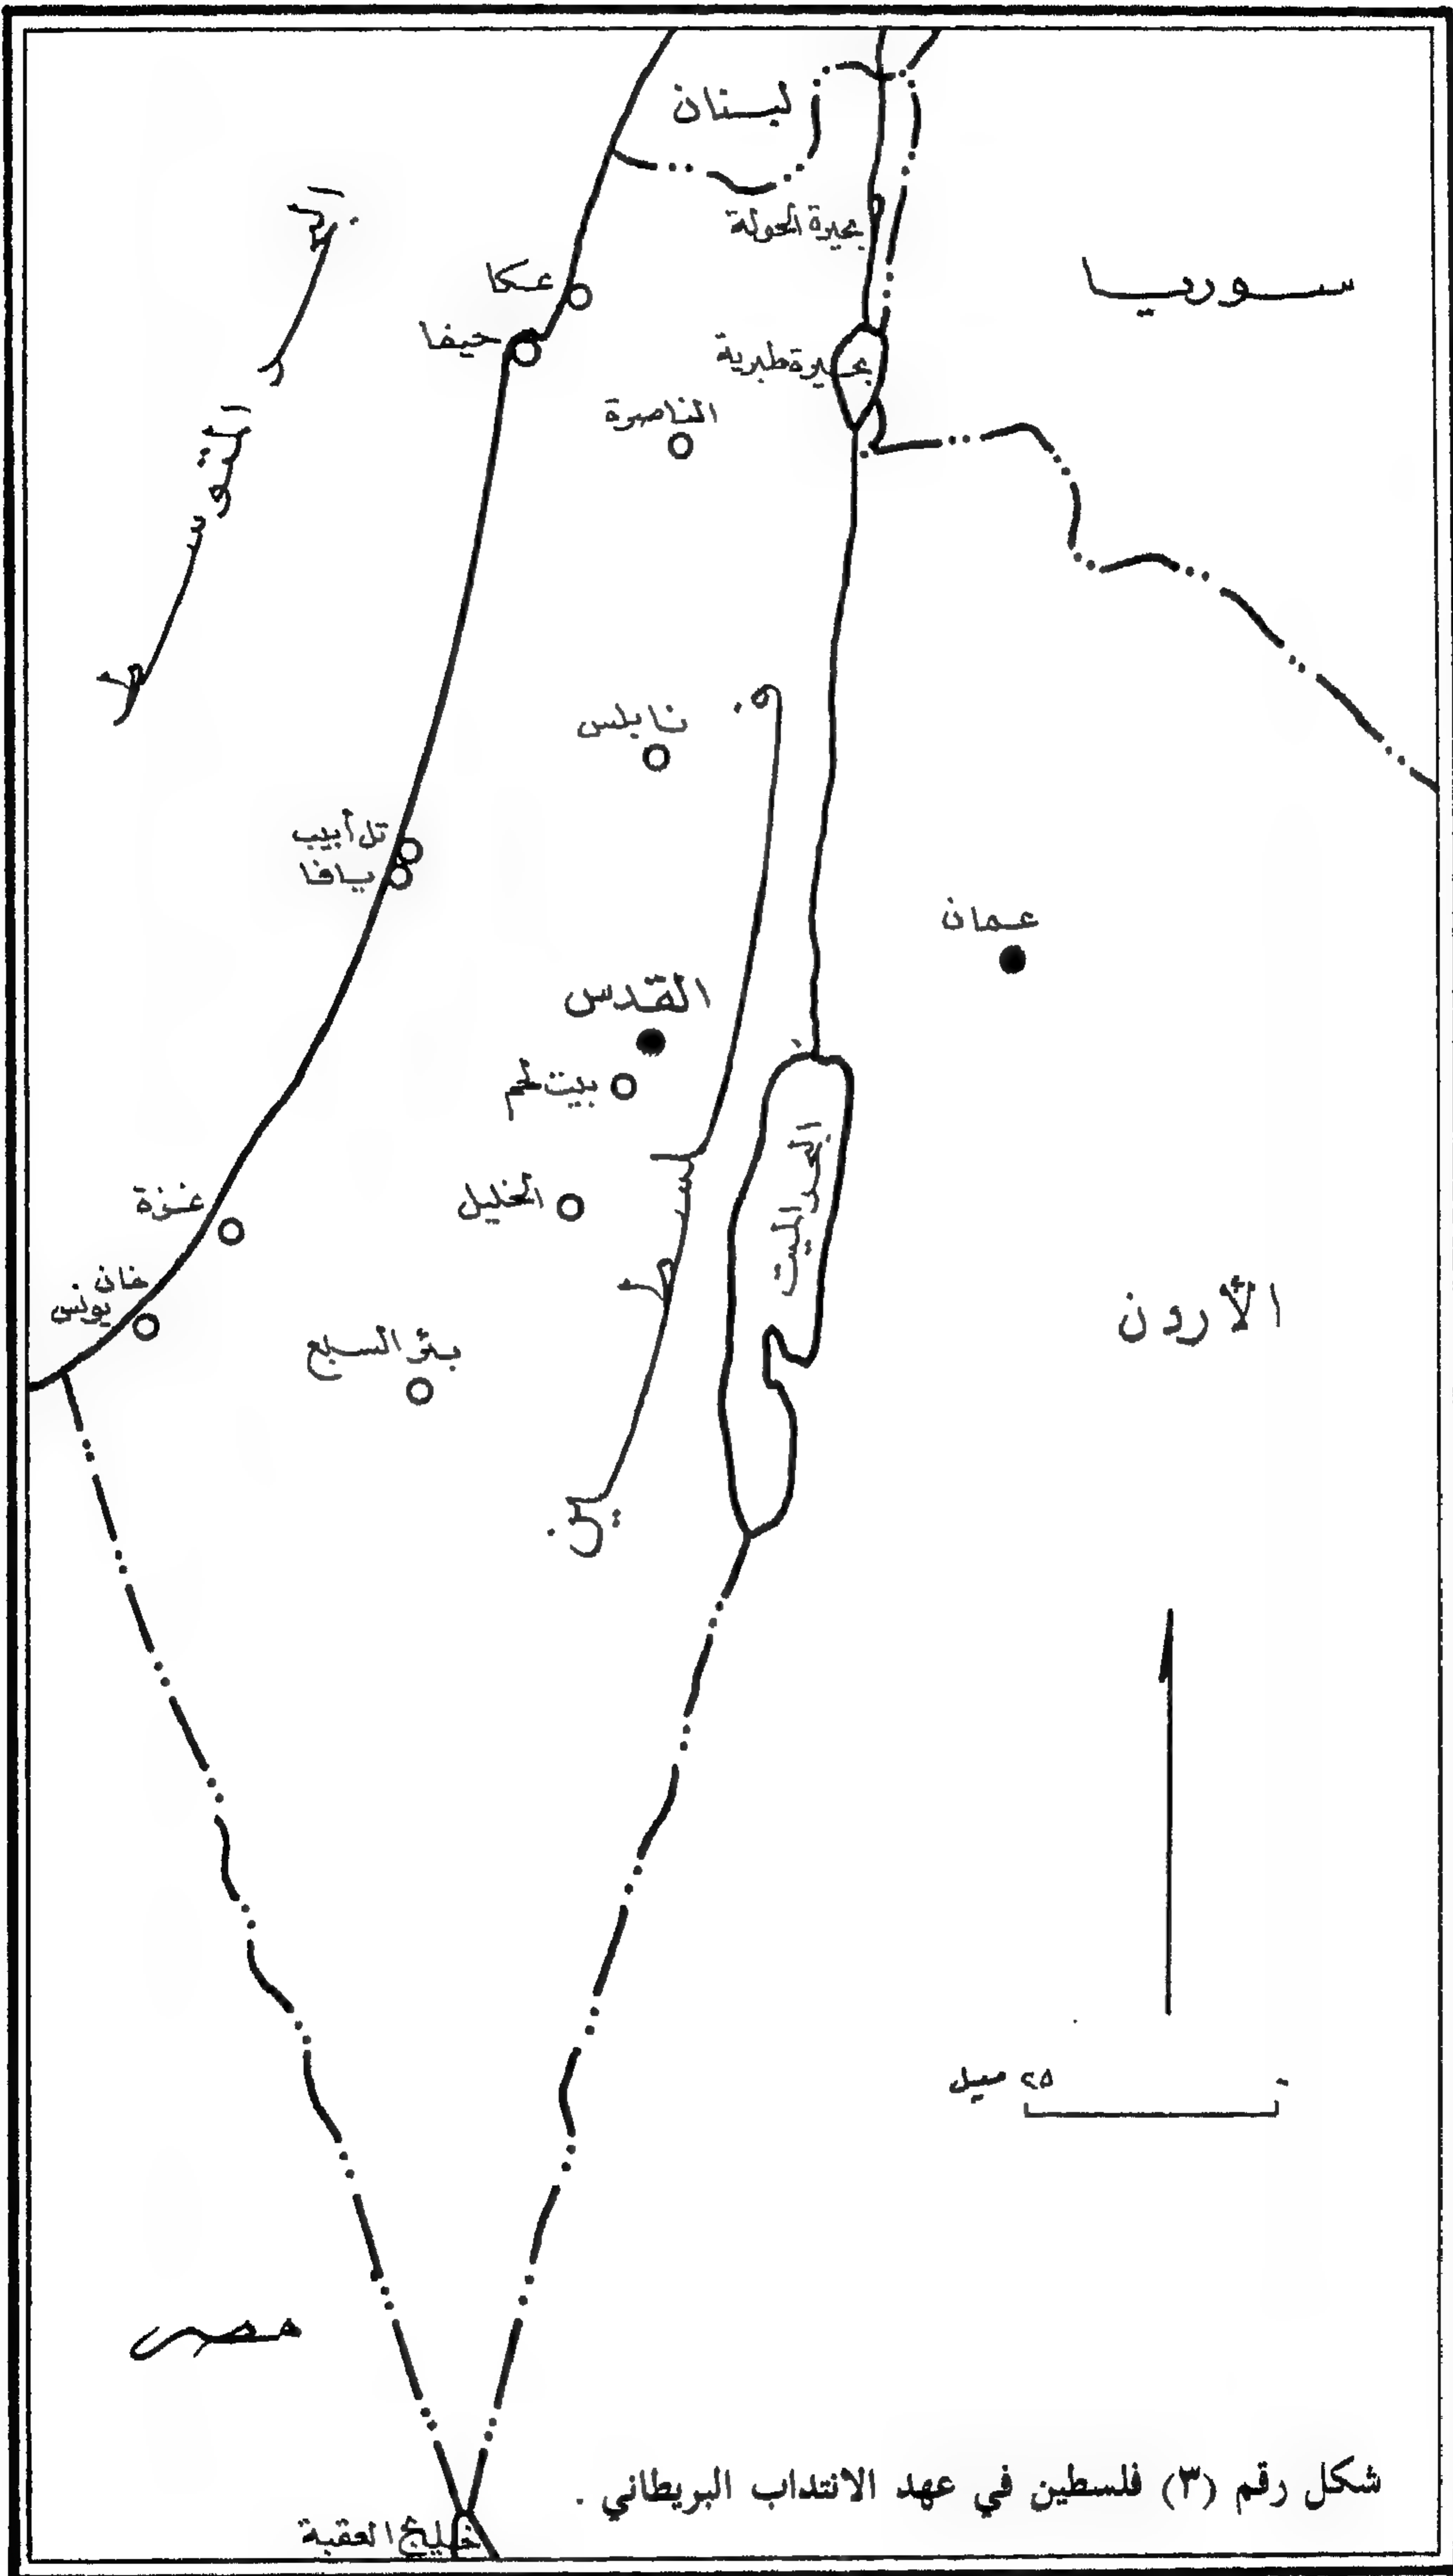 لبنان
بحيرة الحولة
سوريا
عكا
حيفا
بحيرة طبرية
الناصرة
البحر المتوسط
نابلس
تل أبيب
يافا
عمان
القدس
بيت لحم
البحر الميت
الخليل
غزة
خان
يونس
بئر السبع
فلسطين
الأردن
٢٥ ميل
مصر
شكل رقم (٣) فلسطين في عهد الانتداب البريطاني .
خليج العقبة